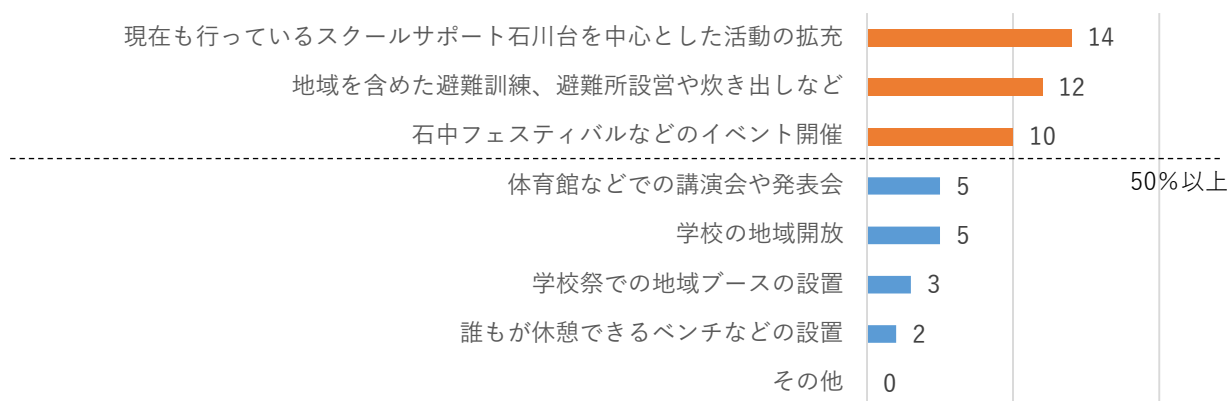 現在も行っているスクールサポート石川台を中心とした活動の拡充 14
地域を含めた避難訓練、避難所設営や炊き出しなど 12
石中フェスティバルなどのイベント開催 10
体育館などでの講演会や発表会 5 50%以上
学校の地域開放 5
学校祭での地域ブースの設置 3
誰もが休憩できるベンチなどの設置 2
その他 0